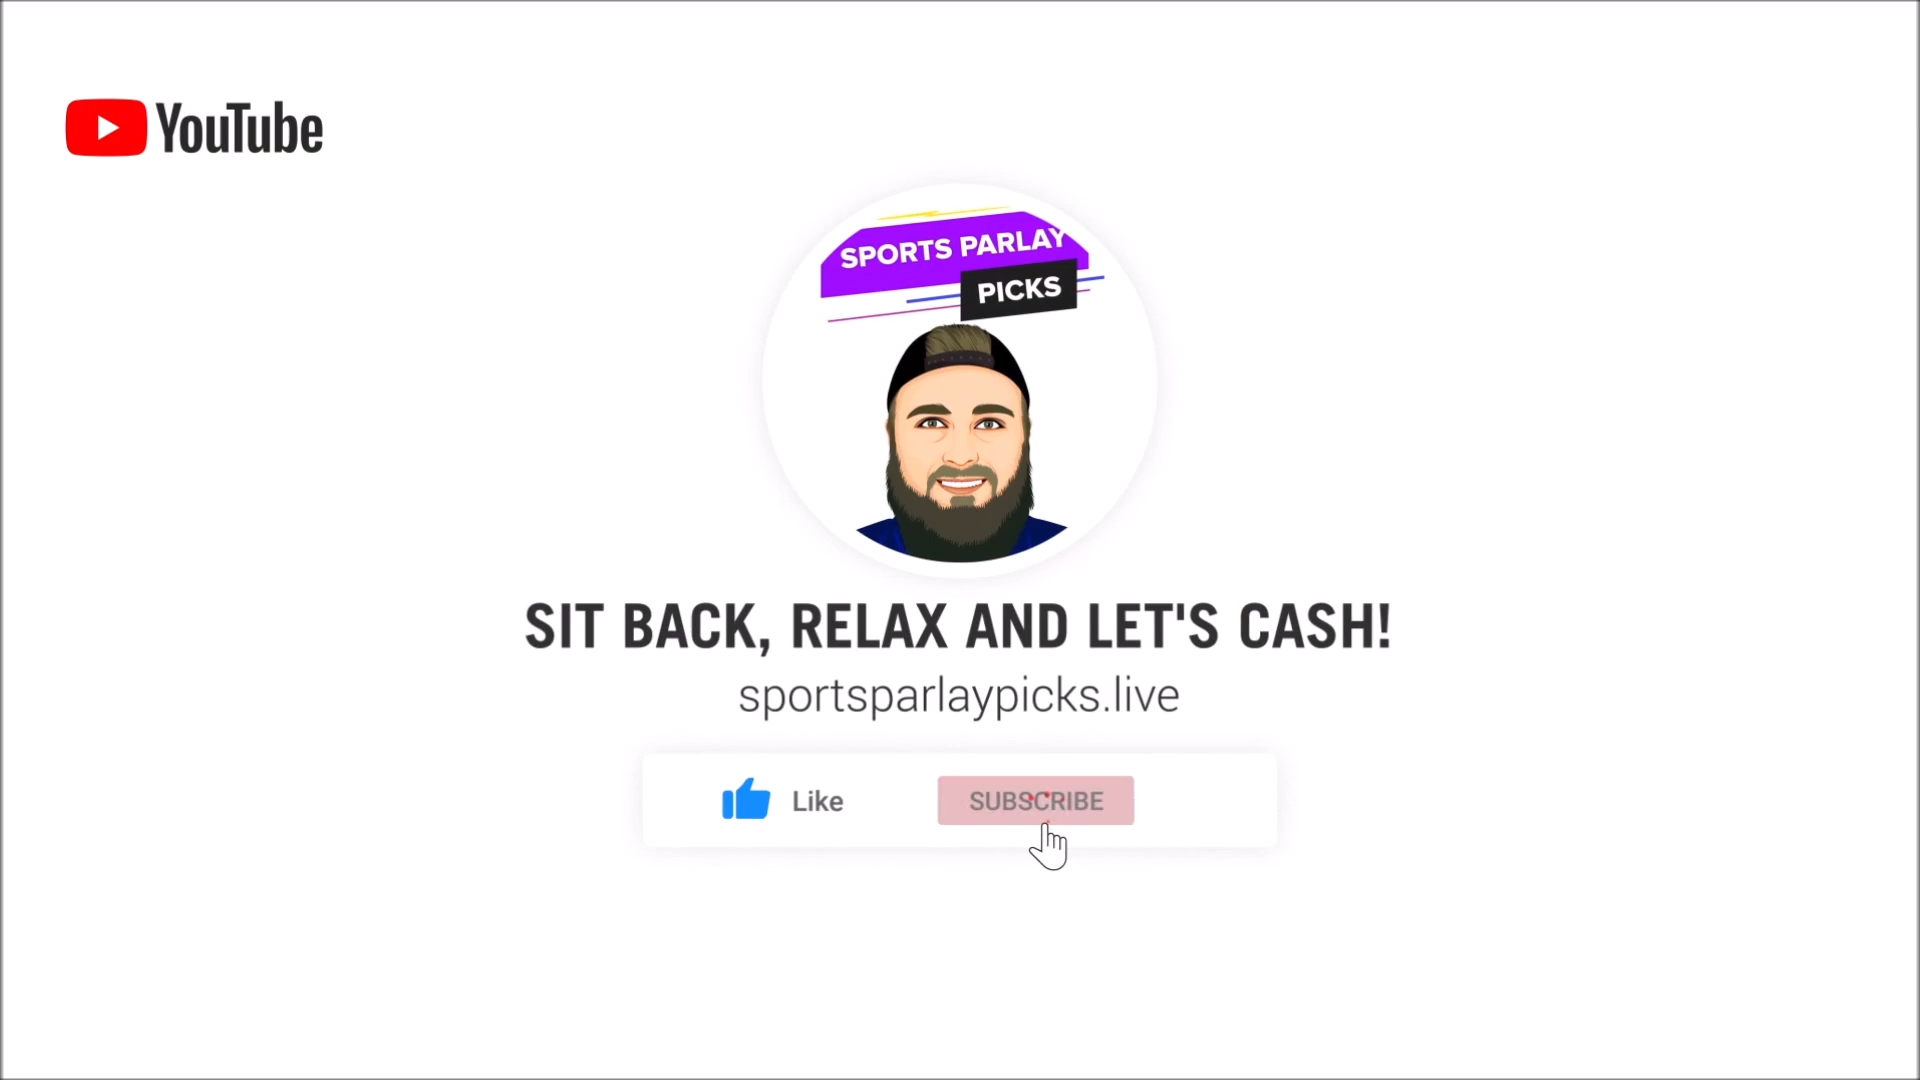 YouTube
SPORTS PARLAY
PICKS
SIT BACK, RELAX AND LET'S CASH!
sportsparlaypicks.live
Like
SUBSCRIBE